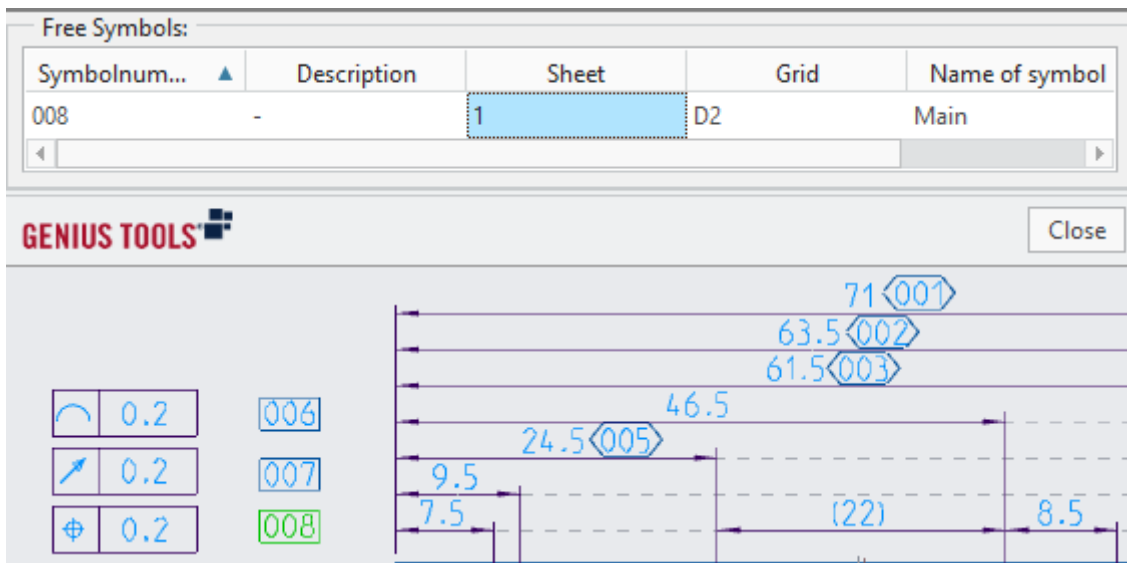 Free Symbols:
Symbolnum... Description Sheet Grid Name of symbol
008 - 1 D2 Main
GENIUS TOOLS Close
71 001
63.5 002
61.5 003
0.2 006 46.5
24.5 005
0.2 007 9.5
0.2 008 7.5 (22) 8.5